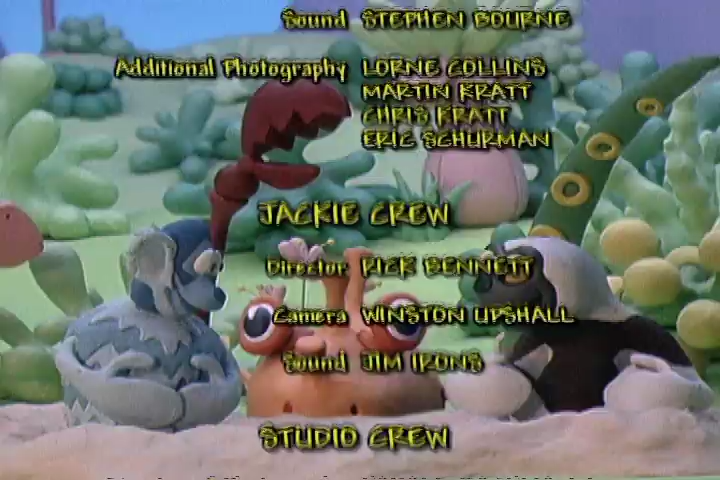 Sound STEPHEN BOURNE
Additional Photography LORNE COLLINS
MARTIN KRATT
CHRIS KRATT
ERIC SCHURMAN
JACKIE CREW
Director RICK BENNETT
Camera WINSTON UPSHALL
Sound JIM IRONS
STUDIO CREW